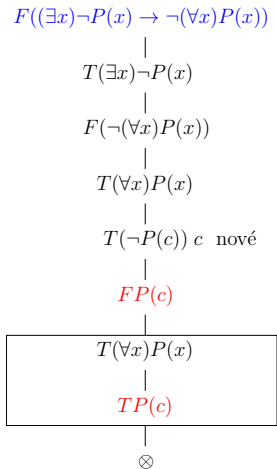 F((∃x)¬P(x) → ¬(∀x)P(x))
T(∃x)¬P(x)
F(¬(∀x)P(x))
T(∀x)P(x)
T(¬P(c)) c nové
FP(c)
T(∀x)P(x)
TP(c)
⊗